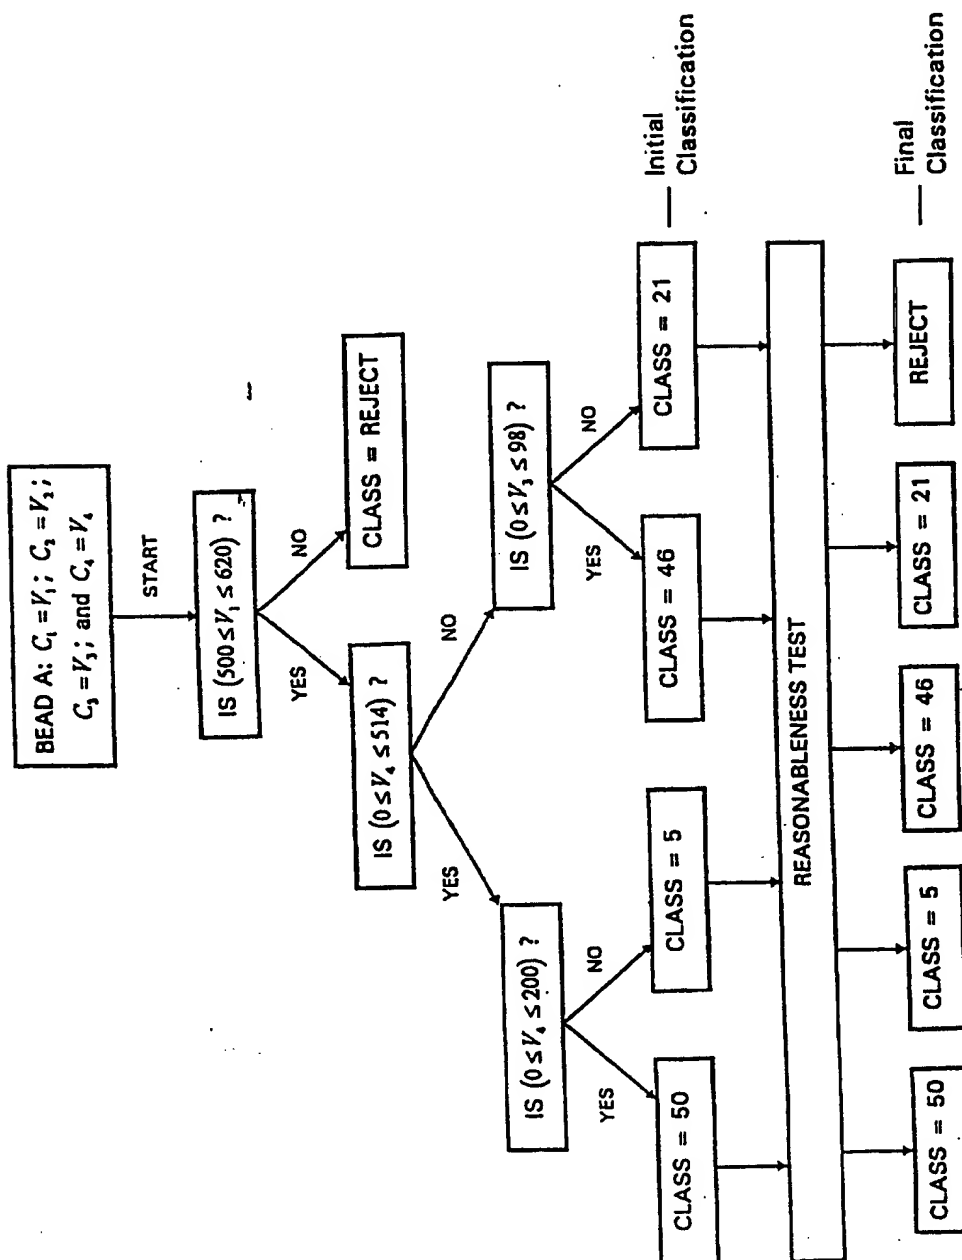 BEAD A: C₁ = V₁; C₂ = V₂;
C₃ = V₃; and C₄ = V₄
START
IS (500 ≤ V₁ ≤ 620) ?
YES
NO
CLASS = REJECT
IS (0 ≤ V₄ ≤ 514) ?
YES
NO
IS (0 ≤ V₄ ≤ 200) ?
IS (0 ≤ V₃ ≤ 98) ?
YES
NO
YES
NO
CLASS = 50
CLASS = 5
CLASS = 46
CLASS = 21
Initial
Classification
REASONABLENESS TEST
CLASS = 50
CLASS = 5
CLASS = 46
CLASS = 21
REJECT
Final
Classification